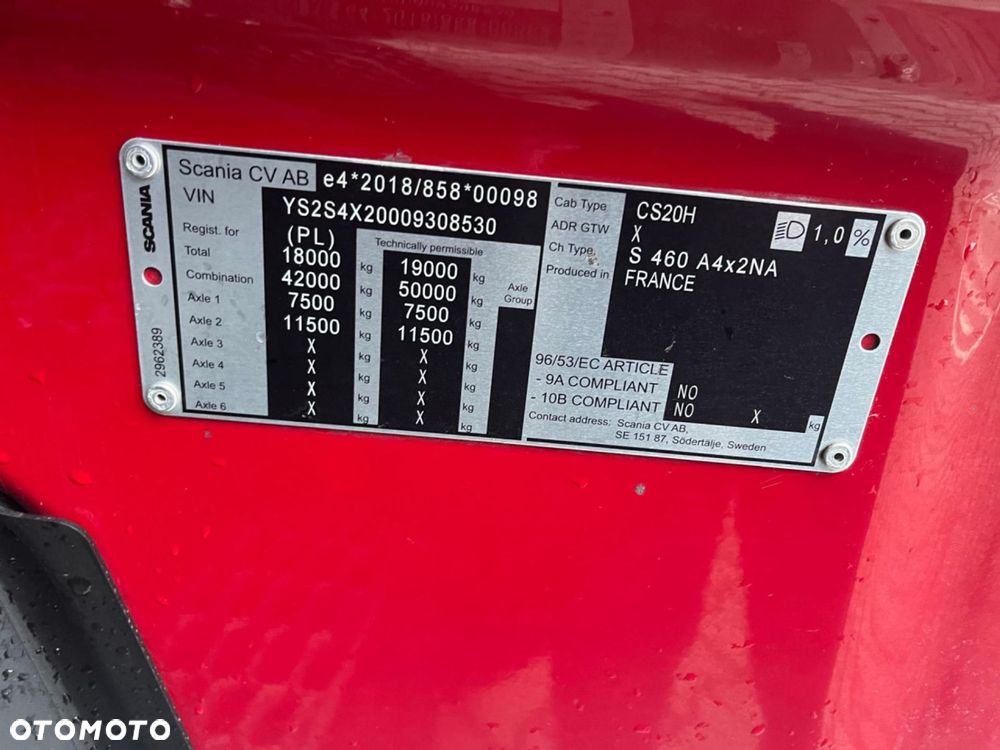 Scania CV AB e4*2018/858*00098
VIN YS2S4X20009308530
Regist. for (PL) Technically permissible
Total 18000 kg 19000 kg
Combination 42000 kg 50000 kg Axle Group
Axle 1 7500 kg 7500 kg
Axle 2 11500 kg 11500 kg
Axle 3 X kg X kg
Axle 4 X kg X kg
Axle 5 X kg X kg
Axle 6 X kg X kg
Cab Type CS20H
ADR GTW X 1,0 %
Ch Type S 460 A4x2NA
Produced in FRANCE
96/53/EC ARTICLE
- 9A COMPLIANT NO
- 10B COMPLIANT NO X kg
Contact address: Scania CV AB,
SE 151 87, Södertälje, Sweden
SCANIA
2962389
OTOMOTO